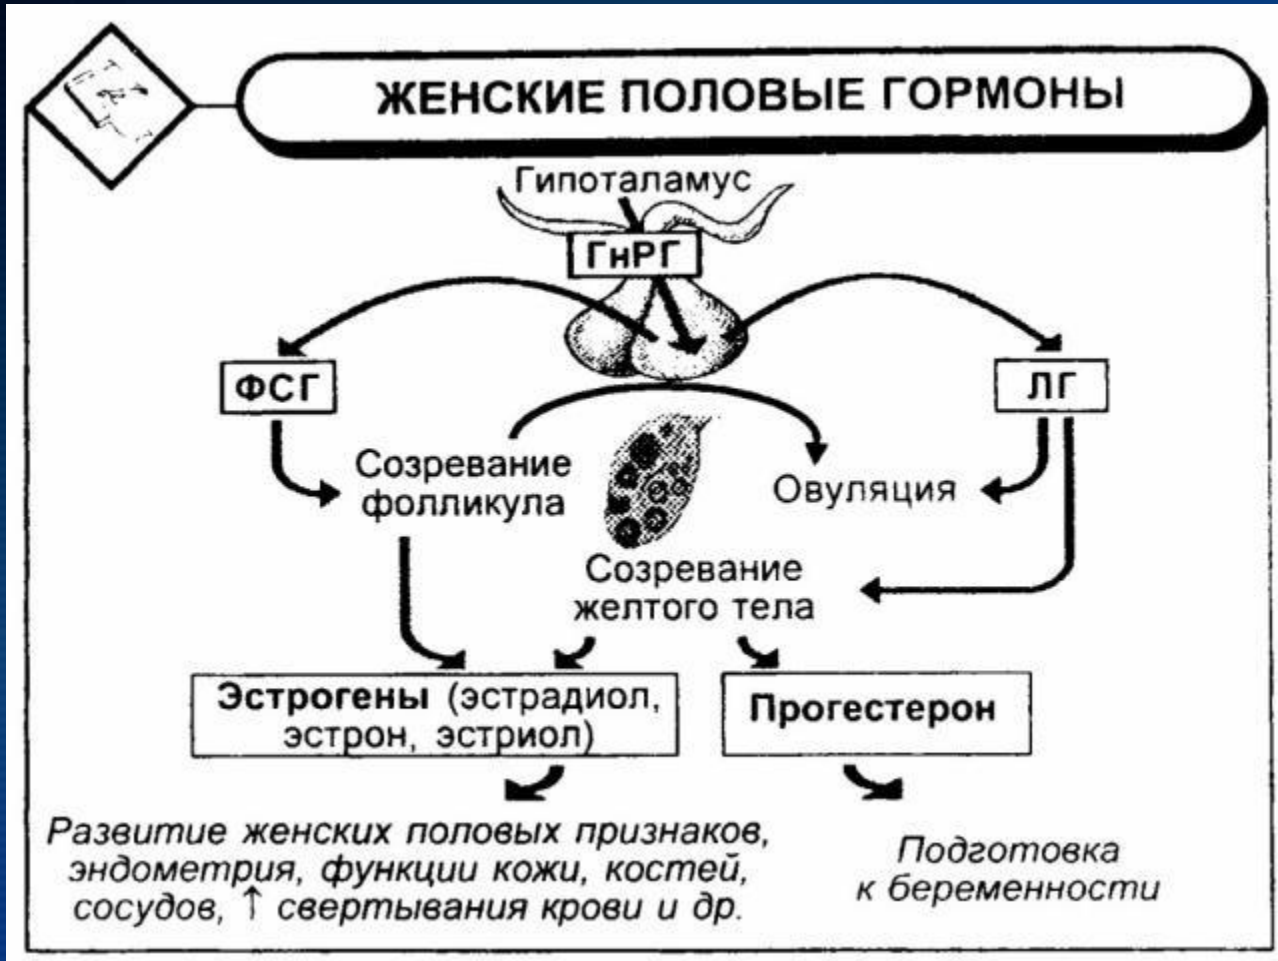 ЖЕНСКИЕ ПОЛОВЫЕ ГОРМОНЫ
Гипоталамус
ГнРГ
ФСГ
ЛГ
Созревание
фолликула
Овуляция
Созревание
желтого тела
Эстрогены (эстрадиол,
эстрон, эстриол)
Прогестерон
Развитие женских половых признаков,
эндометрия, функции кожи, костей,
сосудов, ↑ свертывания крови и др.
Подготовка
к беременности